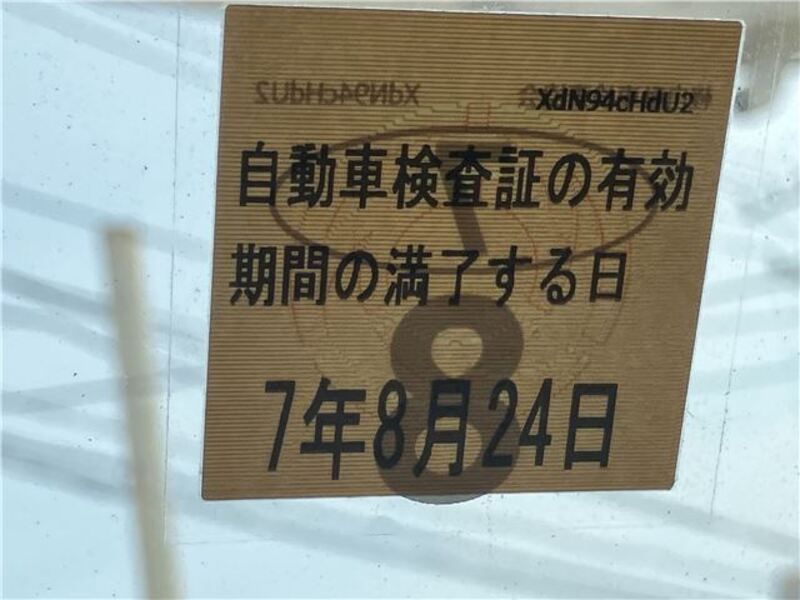 XdN94cHdU2
自動車検査証の有効
期間の満了する日
7年8月24日
7
8